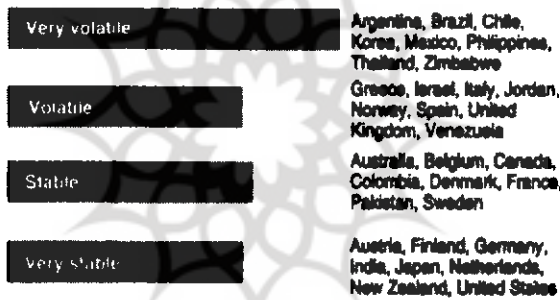 Very volatile
Argentina, Brazil, Chile,
Korea, Mexico, Philippines,
Thailand, Zimbabwe
Volatile
Greece, Israel, Italy, Jordan,
Norway, Spain, United
Kingdom, Venezuela
Stable
Australia, Belgium, Canada,
Colombia, Denmark, France,
Pakistan, Sweden
Very stable
Austria, Finland, Germany,
India, Japan, Netherlands,
New Zealand, United States